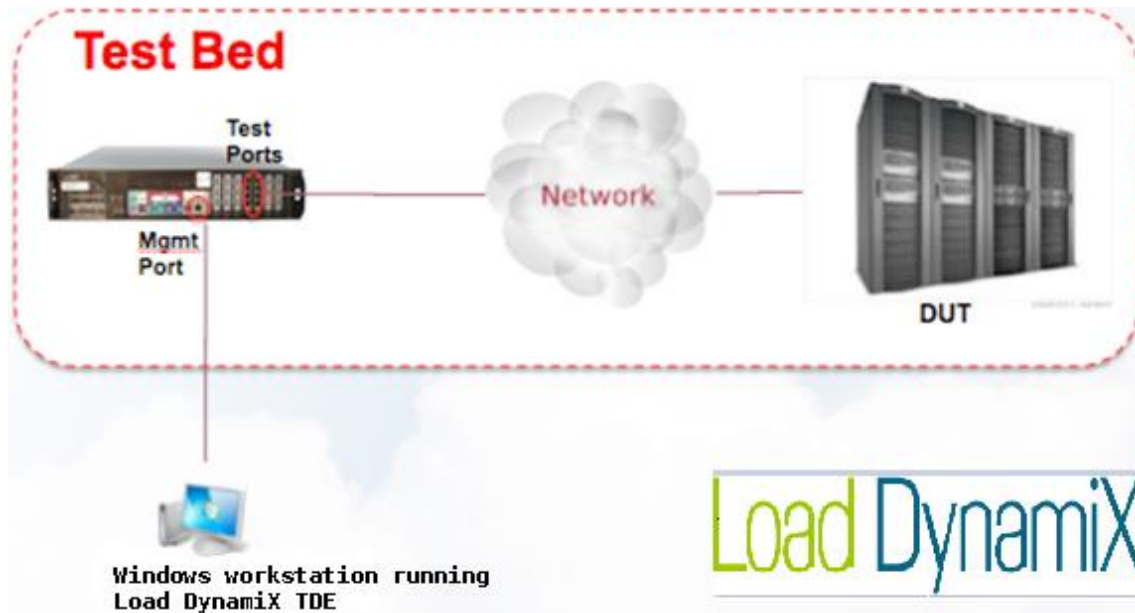 Test Bed
Test
Ports
Mgmt
Port
Network
DUT
Windows workstation running
Load DynamiX TDE
Load DynamiX